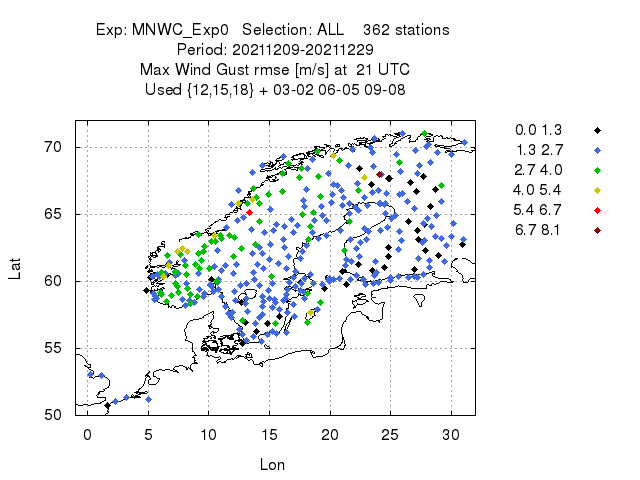 Exp: MNWC_Exp0 Selection: ALL 362 stations
Period: 20211209-20211229
Max Wind Gust rmse [m/s] at 21 UTC
Used {12,15,18} + 03-02 06-05 09-08
0.0 1.3
1.3 2.7
2.7 4.0
4.0 5.4
5.4 6.7
6.7 8.1
70
65
60
55
50
Lat
0 5 10 15 20 25 30
Lon